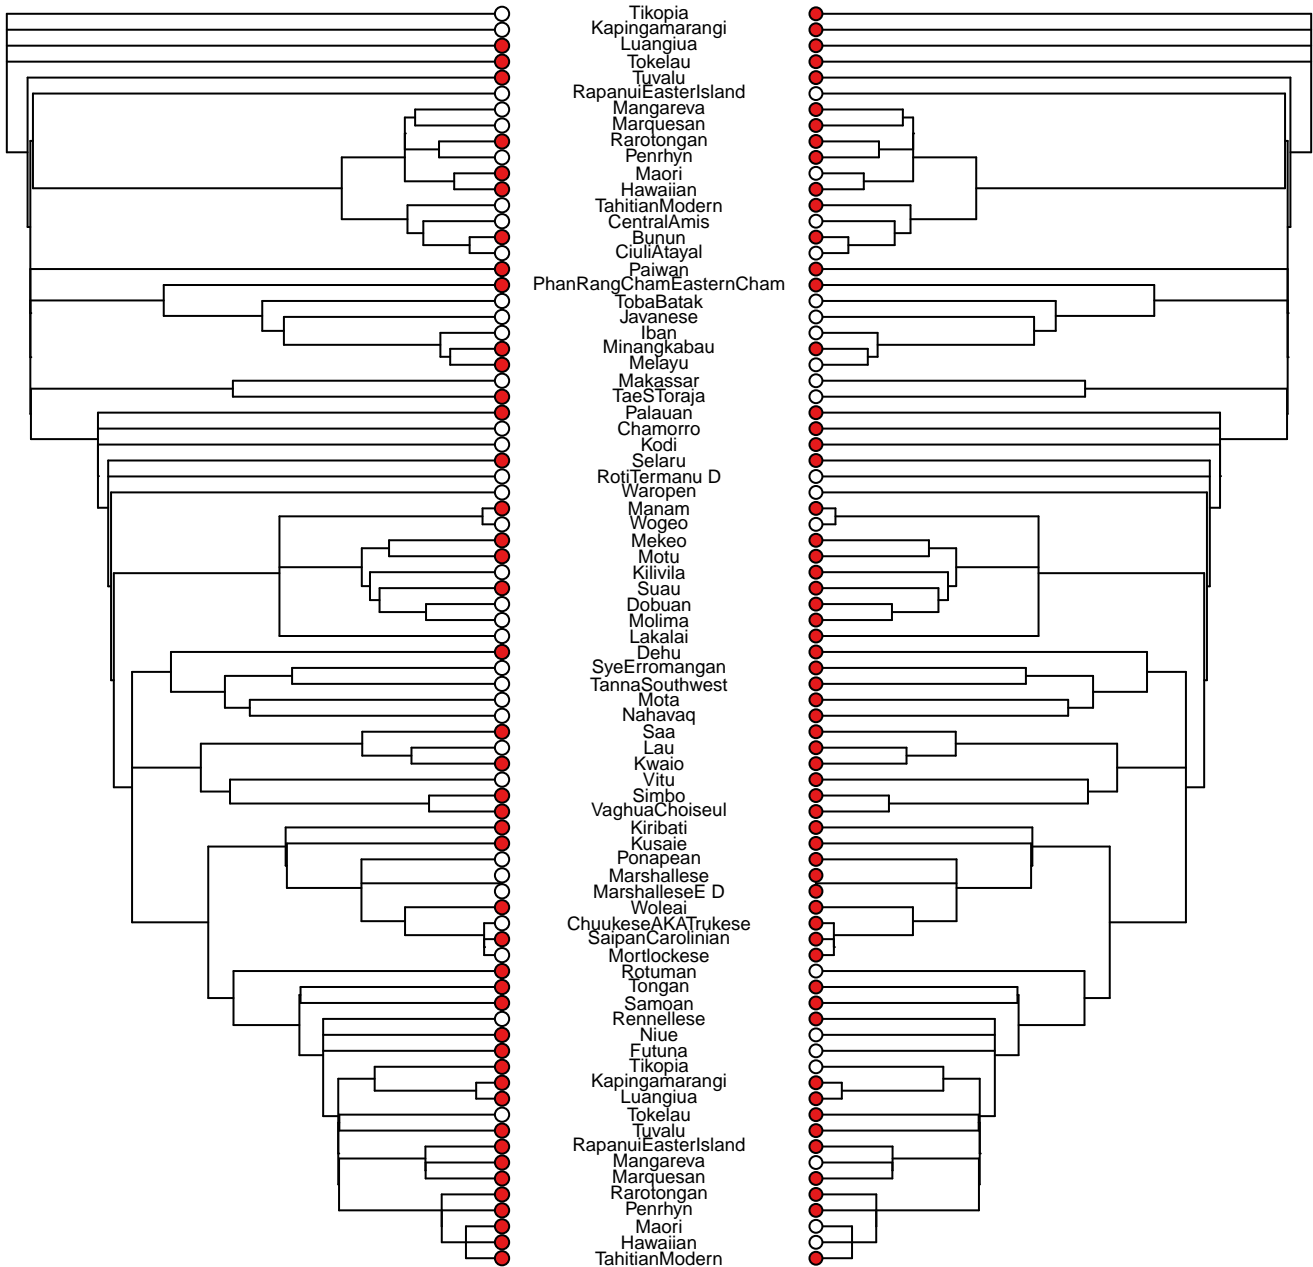 Tikopia
Kapingamarangi
Luangiua
Tokelau
Tuvalu
RapanuiEasterIsland
Mangareva
Marquesan
Rarotongan
Penrhyn
Maori
Hawaiian
TahitianModern
CentralAmis
Bunun
CiuliAtayal
Paiwan
PhanRangChamEasternCham
TobaBatak
Javanese
Iban
Minangkabau
Melayu
Makassar
TaeSToraja
Palauan
Chamorro
Kodi
Selaru
RotiTermanu D
Waropen
Manam
Wogeo
Mekeo
Motu
Kilivila
Suau
Dobuan
Molima
Lakalai
Dehu
SyeErromangan
TannaSouthwest
Mota
Nahavaq
Saa
Lau
Kwaio
Vitu
Simbo
VaghuaChoiseul
Kiribati
Kusaie
Ponapean
Marshallese
MarshalleseE D
Woleai
ChuukeseAKATrukese
SaipanCarolinian
Mortlockese
Rotuman
Tongan
Samoan
Rennellese
Niue
Futuna
Tikopia
Kapingamarangi
Luangiua
Tokelau
Tuvalu
RapanuiEasterIsland
Mangareva
Marquesan
Rarotongan
Penrhyn
Maori
Hawaiian
TahitianModern